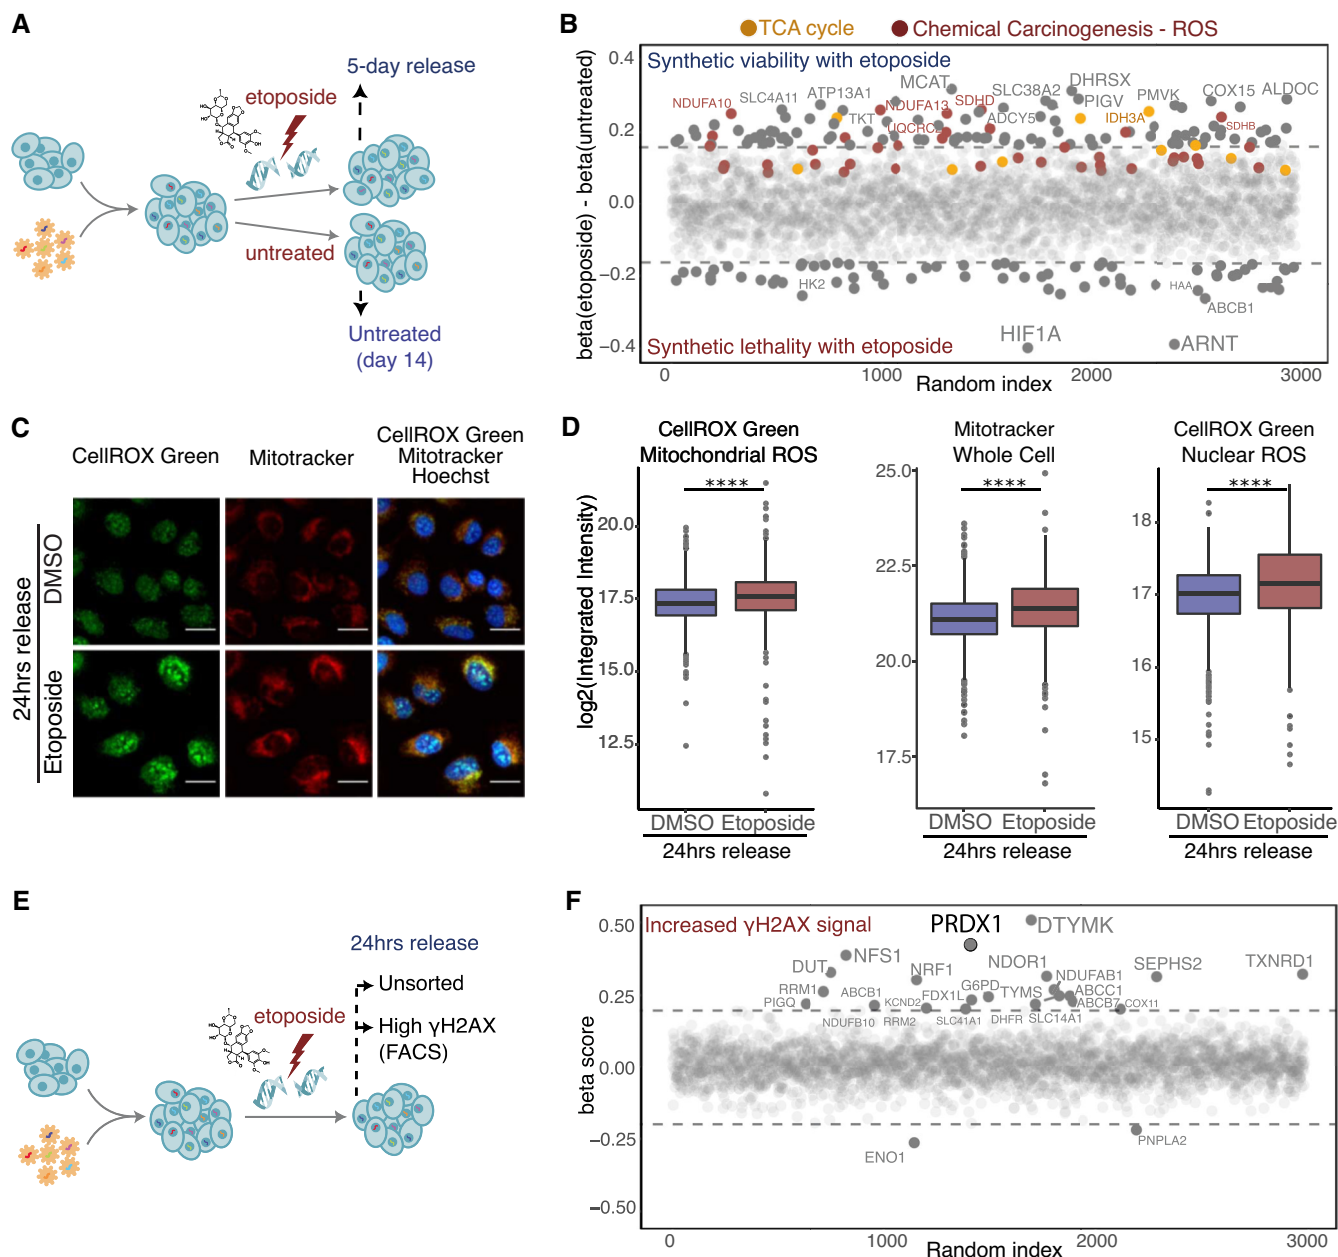 A
5-day release
etoposide
untreated
Untreated
(day 14)
B
TCA cycle
Chemical Carcinogenesis - ROS
beta(etoposide) - beta(untreated)
0.4
0.2
0.0
−0.2
−0.4
Synthetic viability with etoposide
NDUFA10
SLC4A11
ATP13A1
TKT
MCAT
NDUFA13
SDHD
UQCRC2
SLC38A2
ADCY5
DHRSX
PIGV
PMVK
IDH3A
COX15
ALDOC
SDHB
HK2
HAA
ABCB1
HIF1A
ARNT
Synthetic lethality with etoposide
0
1000
2000
3000
Random index
C
CellROX Green
Mitotracker
CellROX Green
Mitotracker
Hoechst
24hrs release
DMSO
Etoposide
D
log2(Integrated Intensity)
CellROX Green
Mitochondrial ROS
****
20.0
17.5
15.0
12.5
DMSO
Etoposide
24hrs release
Mitotracker
Whole Cell
****
25.0
22.5
20.0
17.5
DMSO
Etoposide
24hrs release
CellROX Green
Nuclear ROS
****
18
17
16
15
DMSO
Etoposide
24hrs release
E
24hrs release
Unsorted
High γH2AX
(FACS)
etoposide
F
beta score
0.50
0.25
0.00
−0.25
−0.50
Increased γH2AX signal
PRDX1
DTYMK
NFS1
DUT
NRF1
NDOR1
NDUFAB1
SEPHS2
TXNRD1
RRM1
PIGQ
ABCB1
KCND2
FDX1L
G6PD
TYMS
ABCC1
ABCB7
COX11
NDUFB10
RRM2
SLC41A1
DHFR
SLC14A1
ENO1
PNPLA2
0
1000
2000
3000
Random index